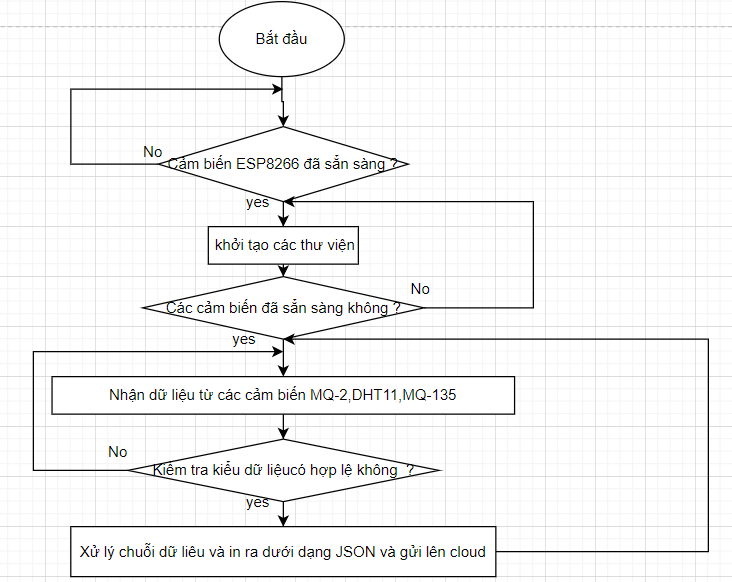 Bắt đầu
No
Cảm biến ESP8266 đã sẵn sàng ?
yes
khởi tạo các thư viện
No
Các cảm biến đã sẵn sàng không ?
yes
Nhận dữ liệu từ các cảm biến MQ-2,DHT11,MQ-135
No
Kiểm tra kiểu dữ liệucó hợp lệ không ?
yes
Xử lý chuỗi dữ liêu và in ra dưới dạng JSON và gửi lên cloud